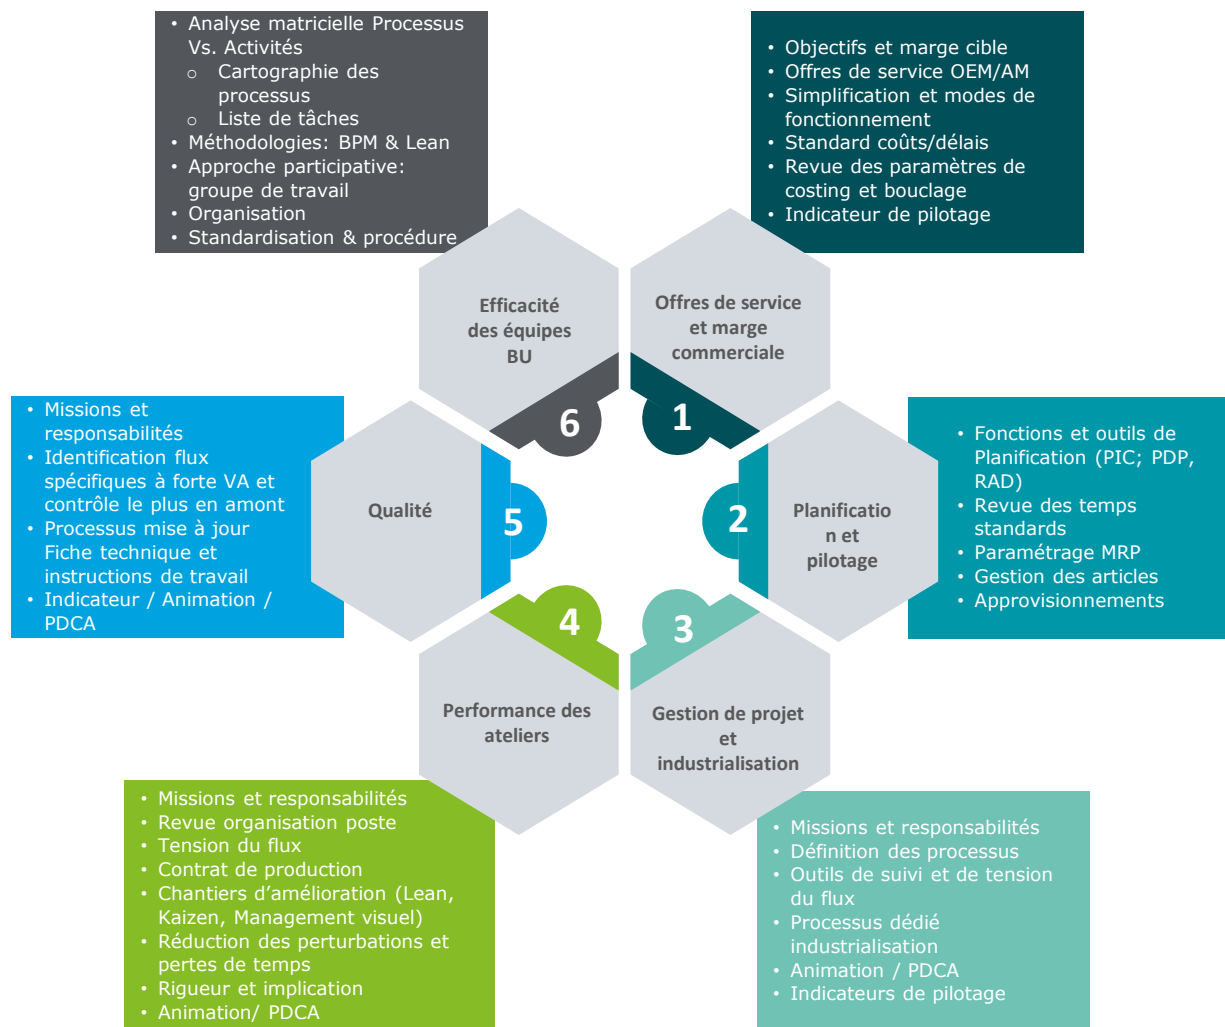 • Analyse matricielle Processus
Vs. Activités
o Cartographie des
processus
o Liste de tâches
• Méthodologies: BPM & Lean
• Approche participative:
groupe de travail
• Organisation
• Standardisation & procédure
• Objectifs et marge cible
• Offres de service OEM/AM
• Simplification et modes de
fonctionnement
• Standard coûts/délais
• Revue des paramètres de
costing et bouclage
• Indicateur de pilotage
Efficacité
des équipes
BU
6
Offres de service
et marge
commerciale
1
• Missions et
responsabilités
• Identification flux
spécifiques à forte VA et
contrôle le plus en amont
• Processus mise à jour
Fiche technique et
instructions de travail
• Indicateur / Animation /
PDCA
Qualité
5
2
Planificatio
n et
pilotage
• Fonctions et outils de
Planification (PIC; PDP,
RAD)
• Revue des temps
standards
• Paramétrage MRP
• Gestion des articles
• Approvisionnements
4
Performance des
ateliers
3
Gestion de projet
et
industrialisation
• Missions et responsabilités
• Revue organisation poste
• Tension du flux
• Contrat de production
• Chantiers d’amélioration (Lean,
Kaizen, Management visuel)
• Réduction des perturbations et
pertes de temps
• Rigueur et implication
• Animation/ PDCA
• Missions et responsabilités
• Définition des processus
• Outils de suivi et de tension
du flux
• Processus dédié
industrialisation
• Animation / PDCA
• Indicateurs de pilotage